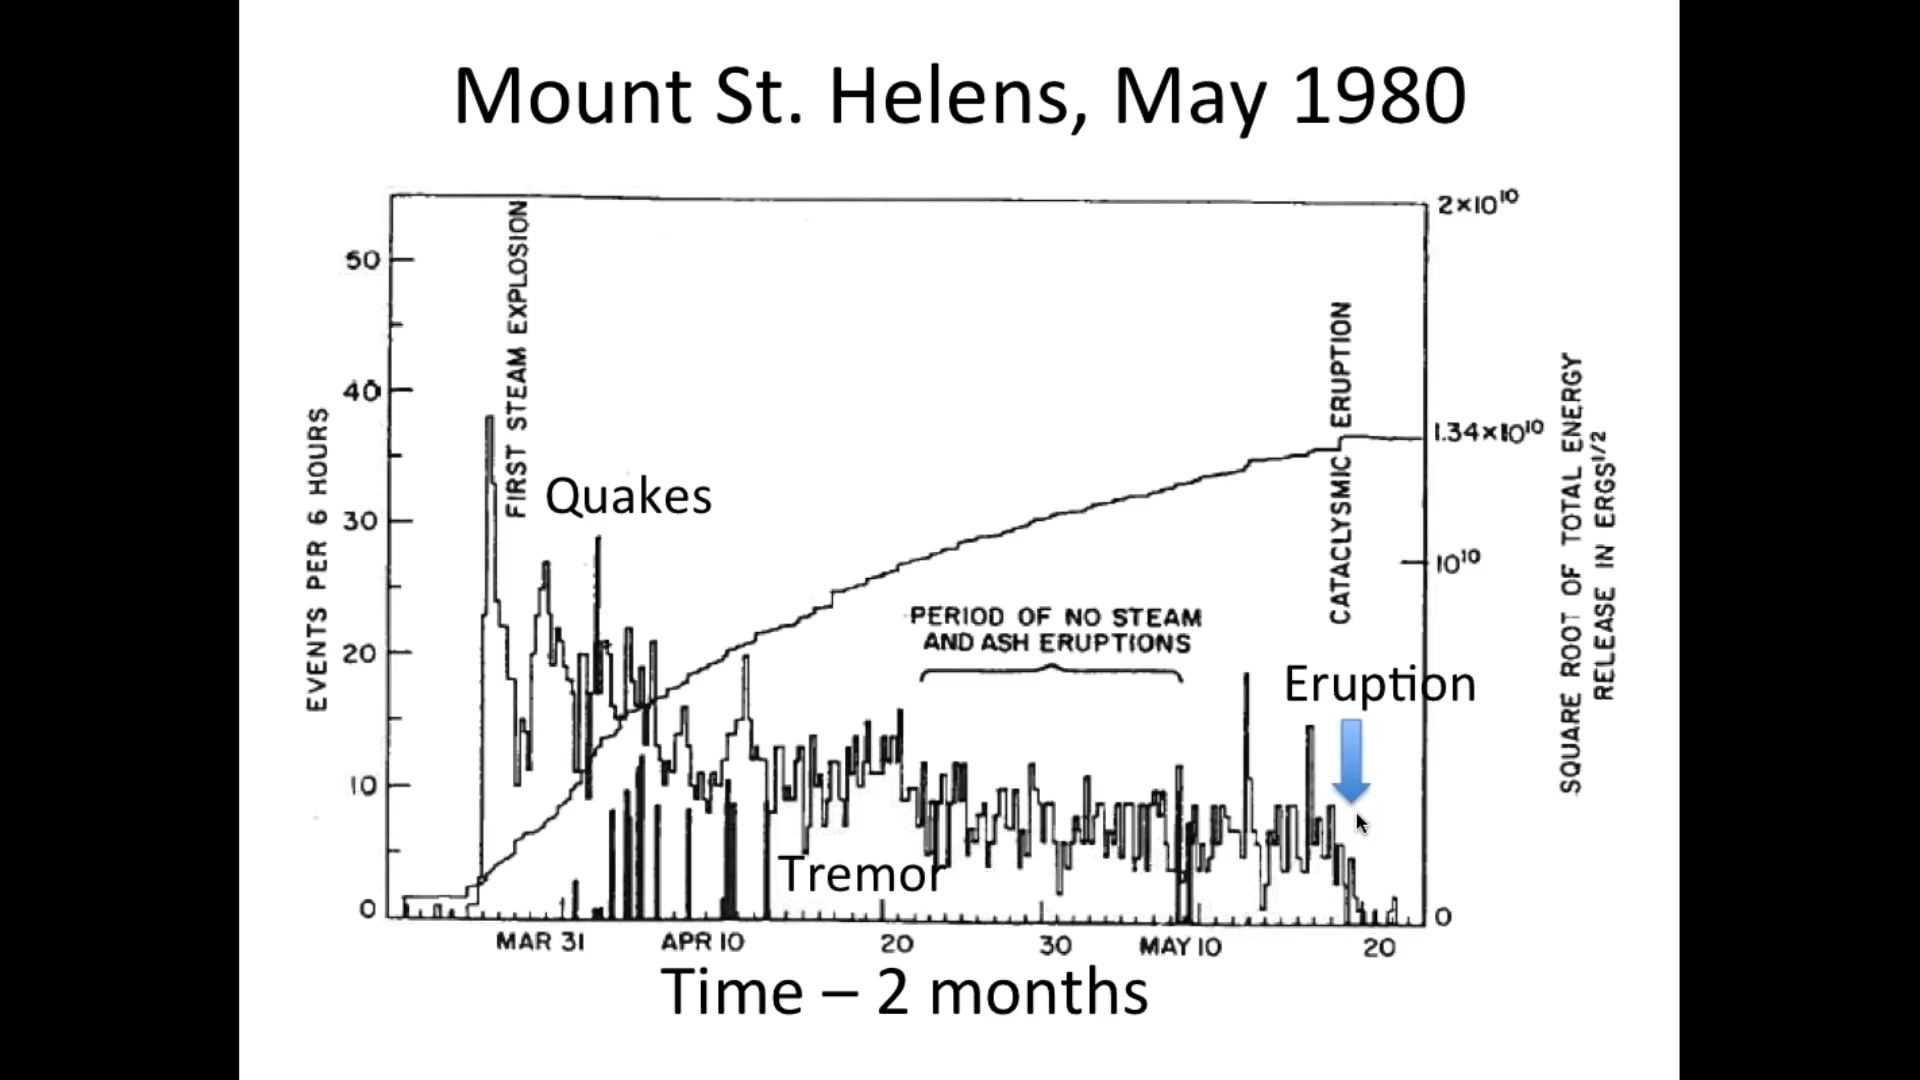 Mount St. Helens, May 1980
2×10¹⁰
FIRST STEAM EXPLOSION
50
CATACLYSMIC ERUPTION
40
1.34×10¹⁰
EVENTS PER 6 HOURS
SQUARE ROOT OF TOTAL ENERGY
RELEASE IN ERGS¹/²
Quakes
30
10¹⁰
PERIOD OF NO STEAM
AND ASH ERUPTIONS
20
Eruption
10
Tremor
0
0
MAR 31 APR 10 20 30 MAY 10 20
Time – 2 months